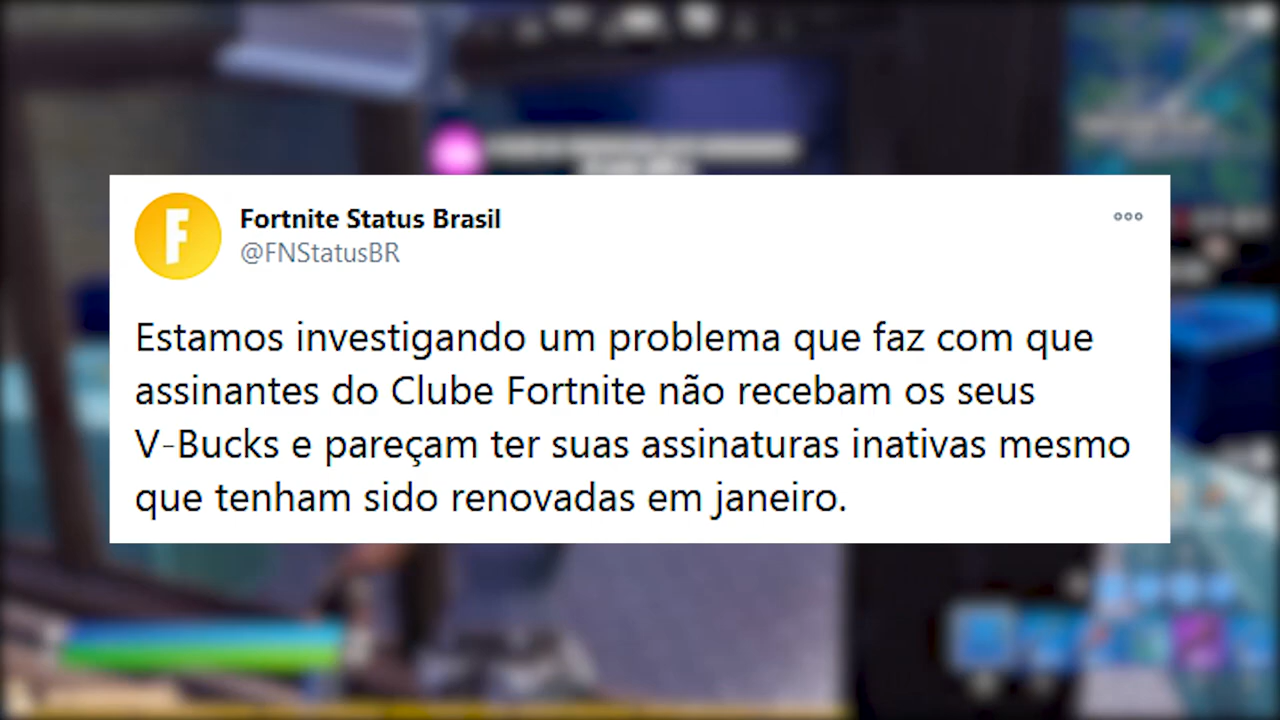 Fortnite Status Brasil
@FNStatusBR
Estamos investigando um problema que faz com que
assinantes do Clube Fortnite não recebam os seus
V-Bucks e pareçam ter suas assinaturas inativas mesmo
que tenham sido renovadas em janeiro.